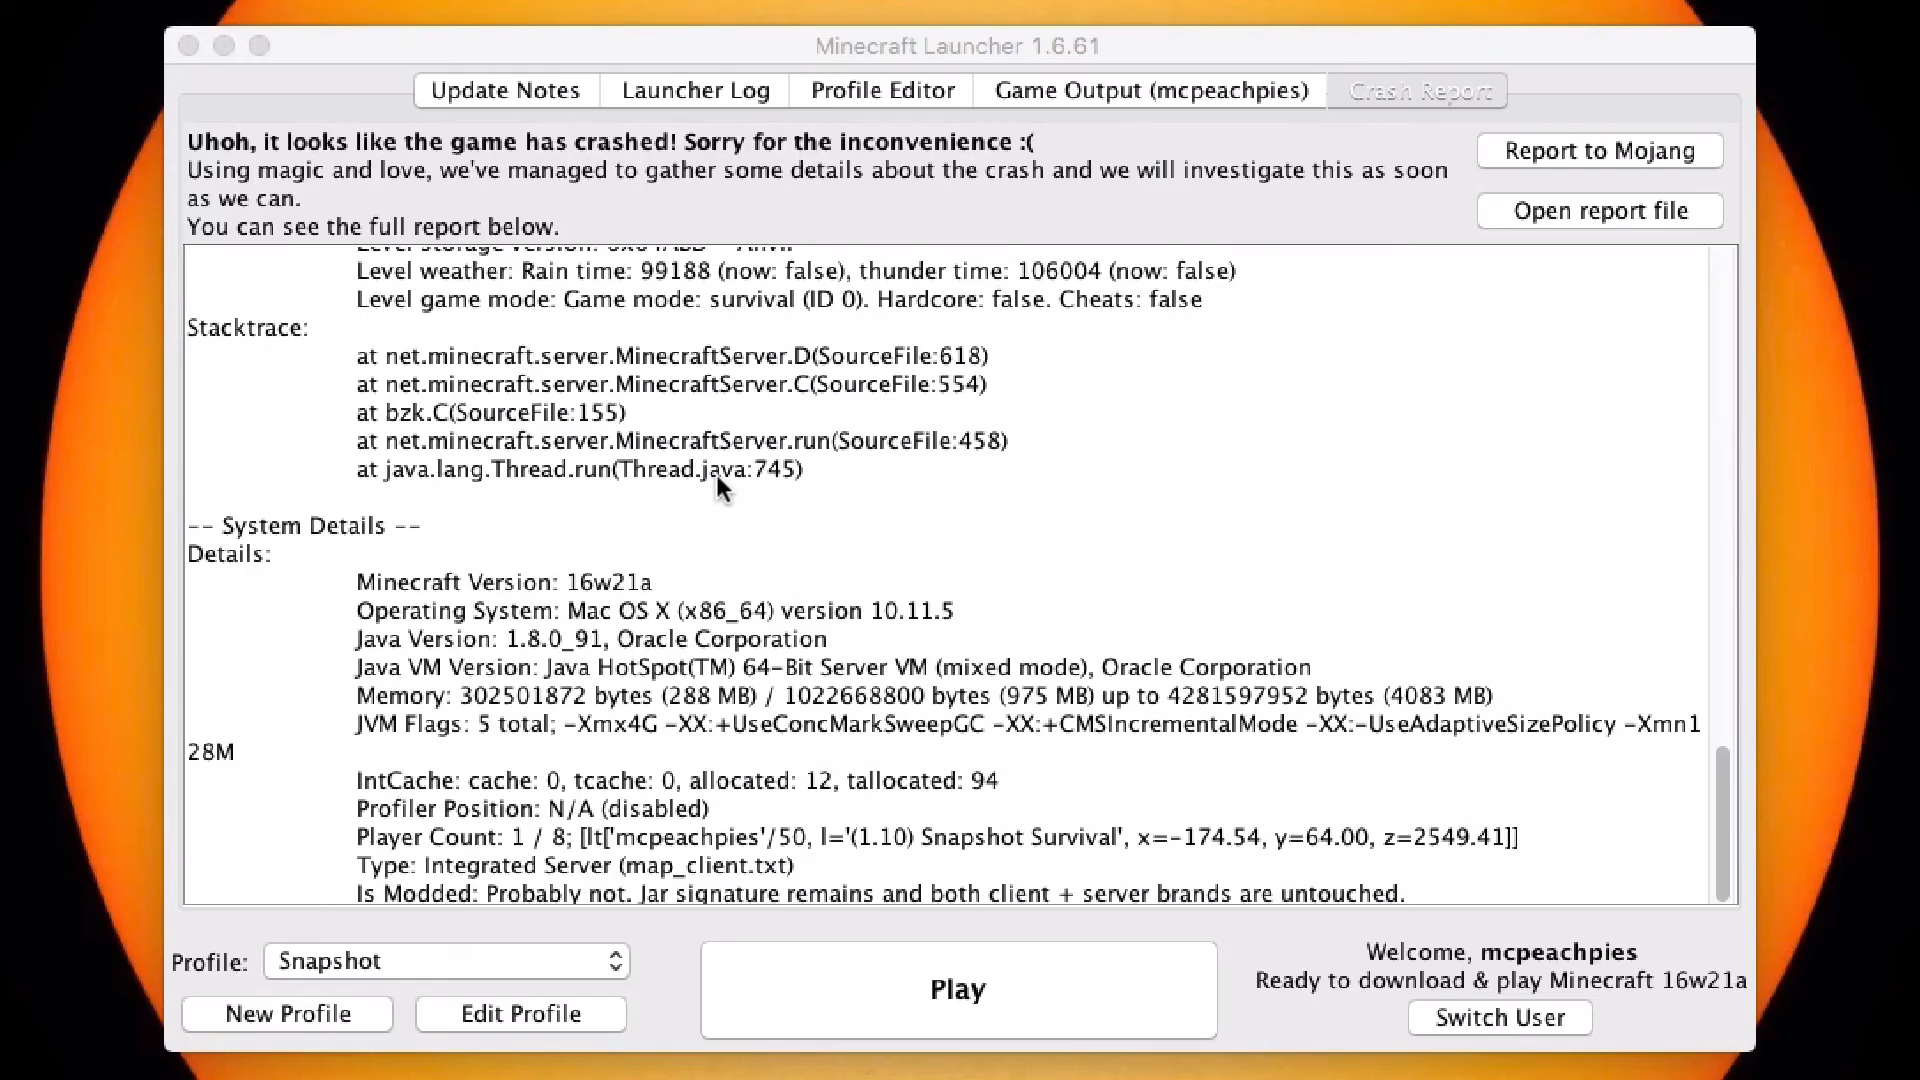 Minecraft Launcher 1.6.61
Update Notes
Launcher Log
Profile Editor
Game Output (mcpeachpies)
Crash Report
Uhoh, it looks like the game has crashed! Sorry for the inconvenience :(
Using magic and love, we've managed to gather some details about the crash and we will investigate this as soon
as we can.
You can see the full report below.
Report to Mojang
Open report file
Level weather: Rain time: 99188 (now: false), thunder time: 106004 (now: false)
Level game mode: Game mode: survival (ID 0). Hardcore: false. Cheats: false
Stacktrace:
at net.minecraft.server.MinecraftServer.D(SourceFile:618)
at net.minecraft.server.MinecraftServer.C(SourceFile:554)
at bzk.C(SourceFile:155)
at net.minecraft.server.MinecraftServer.run(SourceFile:458)
at java.lang.Thread.run(Thread.java:745)
-- System Details --
Details:
Minecraft Version: 16w21a
Operating System: Mac OS X (x86_64) version 10.11.5
Java Version: 1.8.0_91, Oracle Corporation
Java VM Version: Java HotSpot(TM) 64-Bit Server VM (mixed mode), Oracle Corporation
Memory: 302501872 bytes (288 MB) / 1022668800 bytes (975 MB) up to 4281597952 bytes (4083 MB)
JVM Flags: 5 total; -Xmx4G -XX:+UseConcMarkSweepGC -XX:+CMSIncrementalMode -XX:-UseAdaptiveSizePolicy -Xmn1
28M
IntCache: cache: 0, tcache: 0, allocated: 12, tallocated: 94
Profiler Position: N/A (disabled)
Player Count: 1 / 8; [lt['mcpeachpies'/50, l='(1.10) Snapshot Survival', x=-174.54, y=64.00, z=2549.41]]
Type: Integrated Server (map_client.txt)
Is Modded: Probably not. Jar signature remains and both client + server brands are untouched.
Profile:
Snapshot
New Profile
Edit Profile
Play
Welcome, mcpeachpies
Ready to download & play Minecraft 16w21a
Switch User